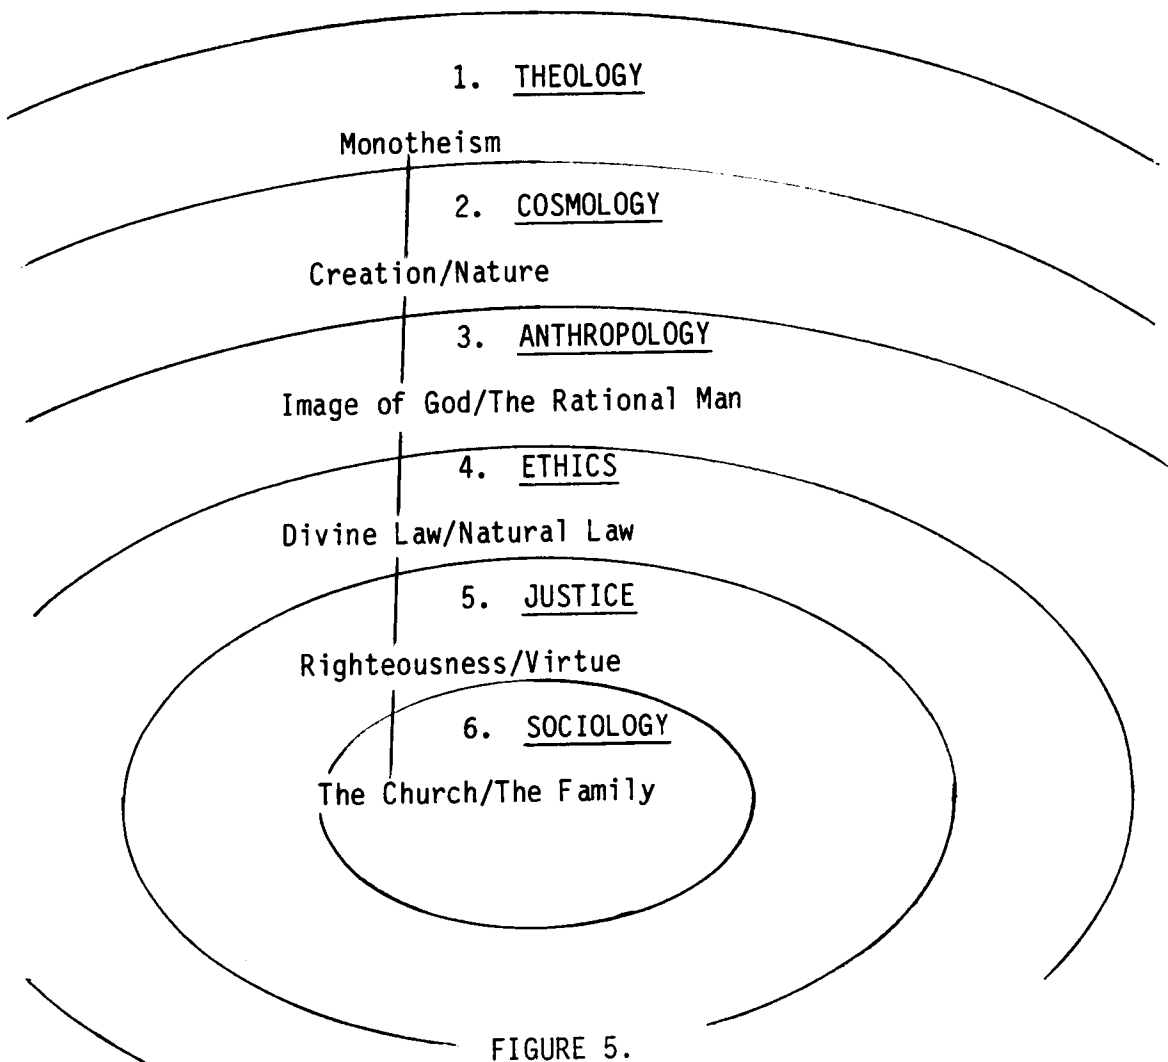 1. THEOLOGY
Monotheism
2. COSMOLOGY
Creation/Nature
3. ANTHROPOLOGY
Image of God/The Rational Man
4. ETHICS
Divine Law/Natural Law
5. JUSTICE
Righteousness/Virtue
6. SOCIOLOGY
The Church/The Family
FIGURE 5.